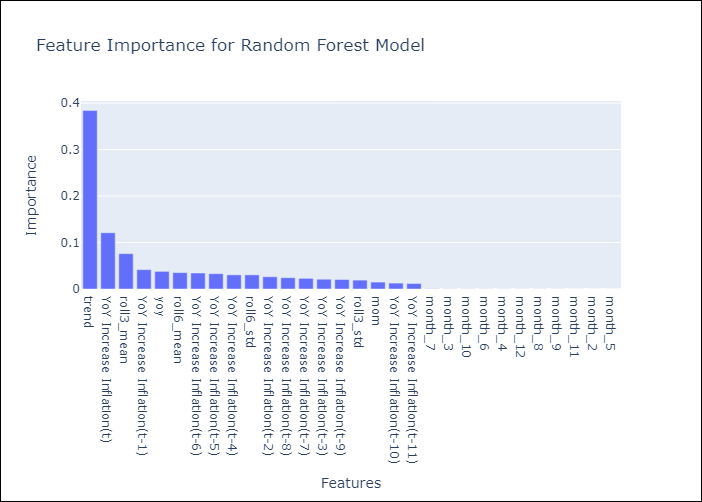 Feature Importance for Random Forest Model
0.4
0.3
0.2
0.1
0
Importance
trend
YoY Increase Inflation(t)
roll3_mean
YoY Increase Inflation(t-1)
yoy
roll6_mean
YoY Increase Inflation(t-6)
YoY Increase Inflation(t-5)
YoY Increase Inflation(t-4)
roll6_std
YoY Increase Inflation(t-2)
YoY Increase Inflation(t-8)
YoY Increase Inflation(t-7)
YoY Increase Inflation(t-3)
YoY Increase Inflation(t-9)
roll3_std
mom
YoY Increase Inflation(t-10)
YoY Increase Inflation(t-11)
month_7
month_3
month_10
month_6
month_4
month_12
month_8
month_9
month_11
month_2
month_5
Features